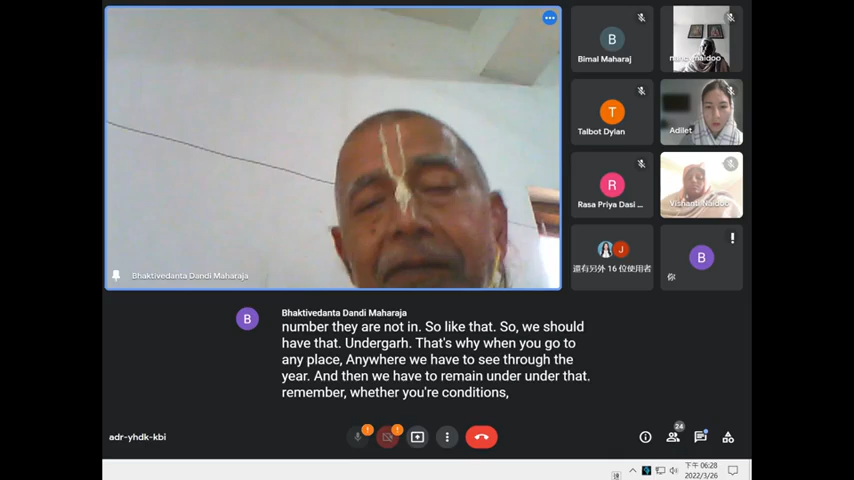 Bhaktivedanta Dandi Maharaja
B
Bimal Maharaj
naidoo
T
Talbot Dylan
Adilet
R
Rasa Priya Dasi ...
Vishanti Naidoo
J
還有另外 16 位使用者
B
你
B
Bhaktivedanta Dandi Maharaja
number they are not in. So like that. So, we should
have that. Undergarh. That's why when you go to
any place, Anywhere we have to see through the
year. And then we have to remain under under that.
remember, whether you're conditions,
adr-yhdk-kbi
24
下午 06:28
2022/3/26